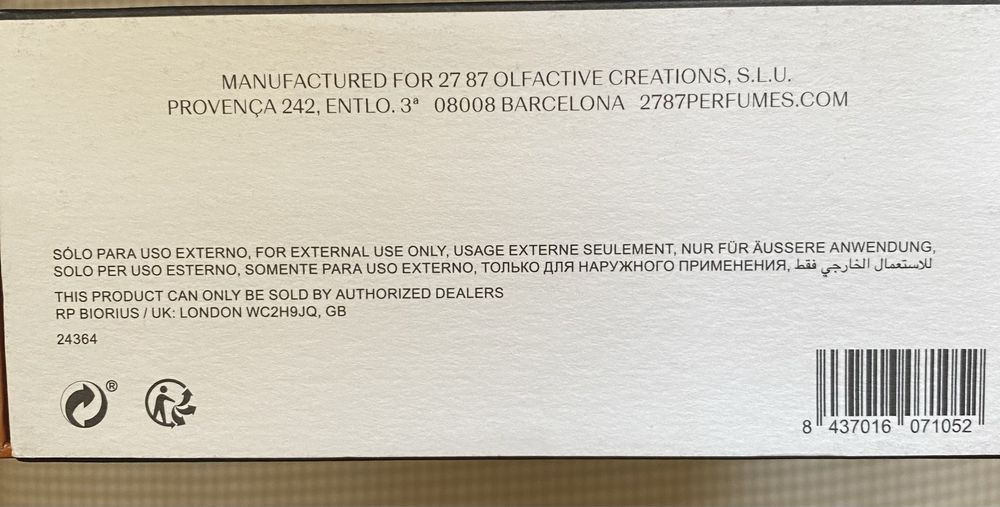 MANUFACTURED FOR 27 87 OLFACTIVE CREATIONS, S.L.U.
PROVENÇA 242, ENTLO. 3ª 08008 BARCELONA 2787PERFUMES.COM
SÓLO PARA USO EXTERNO, FOR EXTERNAL USE ONLY, USAGE EXTERNE SEULEMENT, NUR FÜR ÄUSSERE ANWENDUNG,
SOLO PER USO ESTERNO, SOMENTE PARA USO EXTERNO, ТОЛЬКО ДЛЯ НАРУЖНОГО ПРИМЕНЕНИЯ, للاستعمال الخارجي فقط
THIS PRODUCT CAN ONLY BE SOLD BY AUTHORIZED DEALERS
RP BIORIUS / UK: LONDON WC2H9JQ, GB
24364
®
8 437016 071052